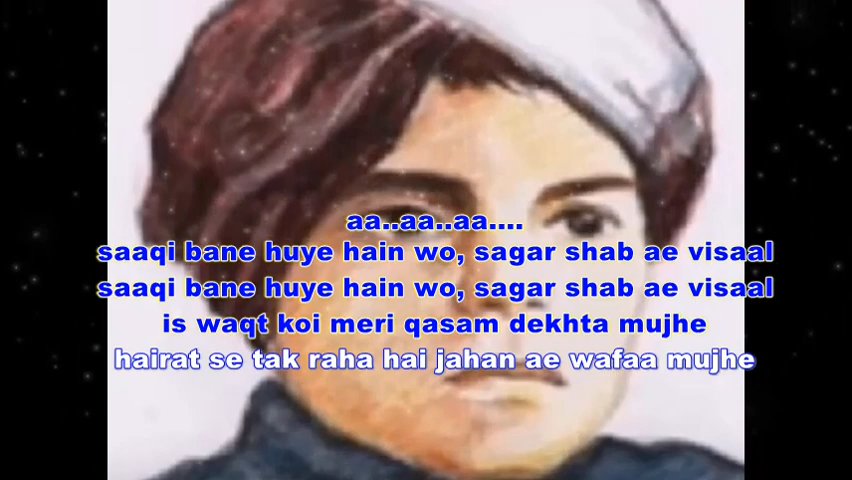 aa..aa..aa....
saaqi bane huye hain wo, sagar shab ae visaal
saaqi bane huye hain wo, sagar shab ae visaal
is waqt koi meri qasam dekhta mujhe
hairat se tak raha hai jahan ae wafaa mujhe